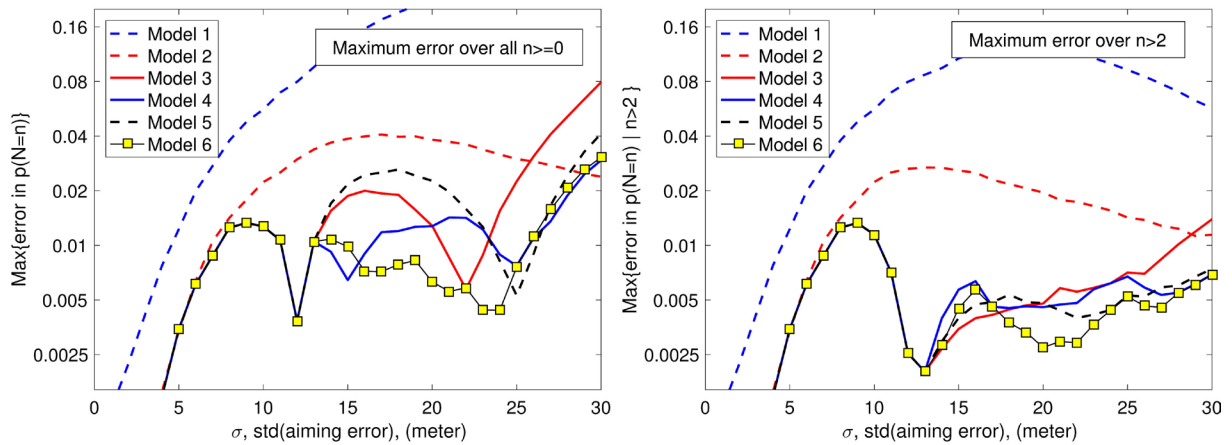 0.16
0.08
0.04
0.02
0.01
0.005
0.0025
Max{error in p(N=n)}
Model 1
Model 2
Model 3
Model 4
Model 5
Model 6
Maximum error over all n>=0
0 5 10 15 20 25 30
σ, std(aiming error), (meter)
0.16
0.08
0.04
0.02
0.01
0.005
0.0025
Max{error in p(N=n) | n>2 }
Model 1
Model 2
Model 3
Model 4
Model 5
Model 6
Maximum error over n>2
0 5 10 15 20 25 30
σ, std(aiming error), (meter)